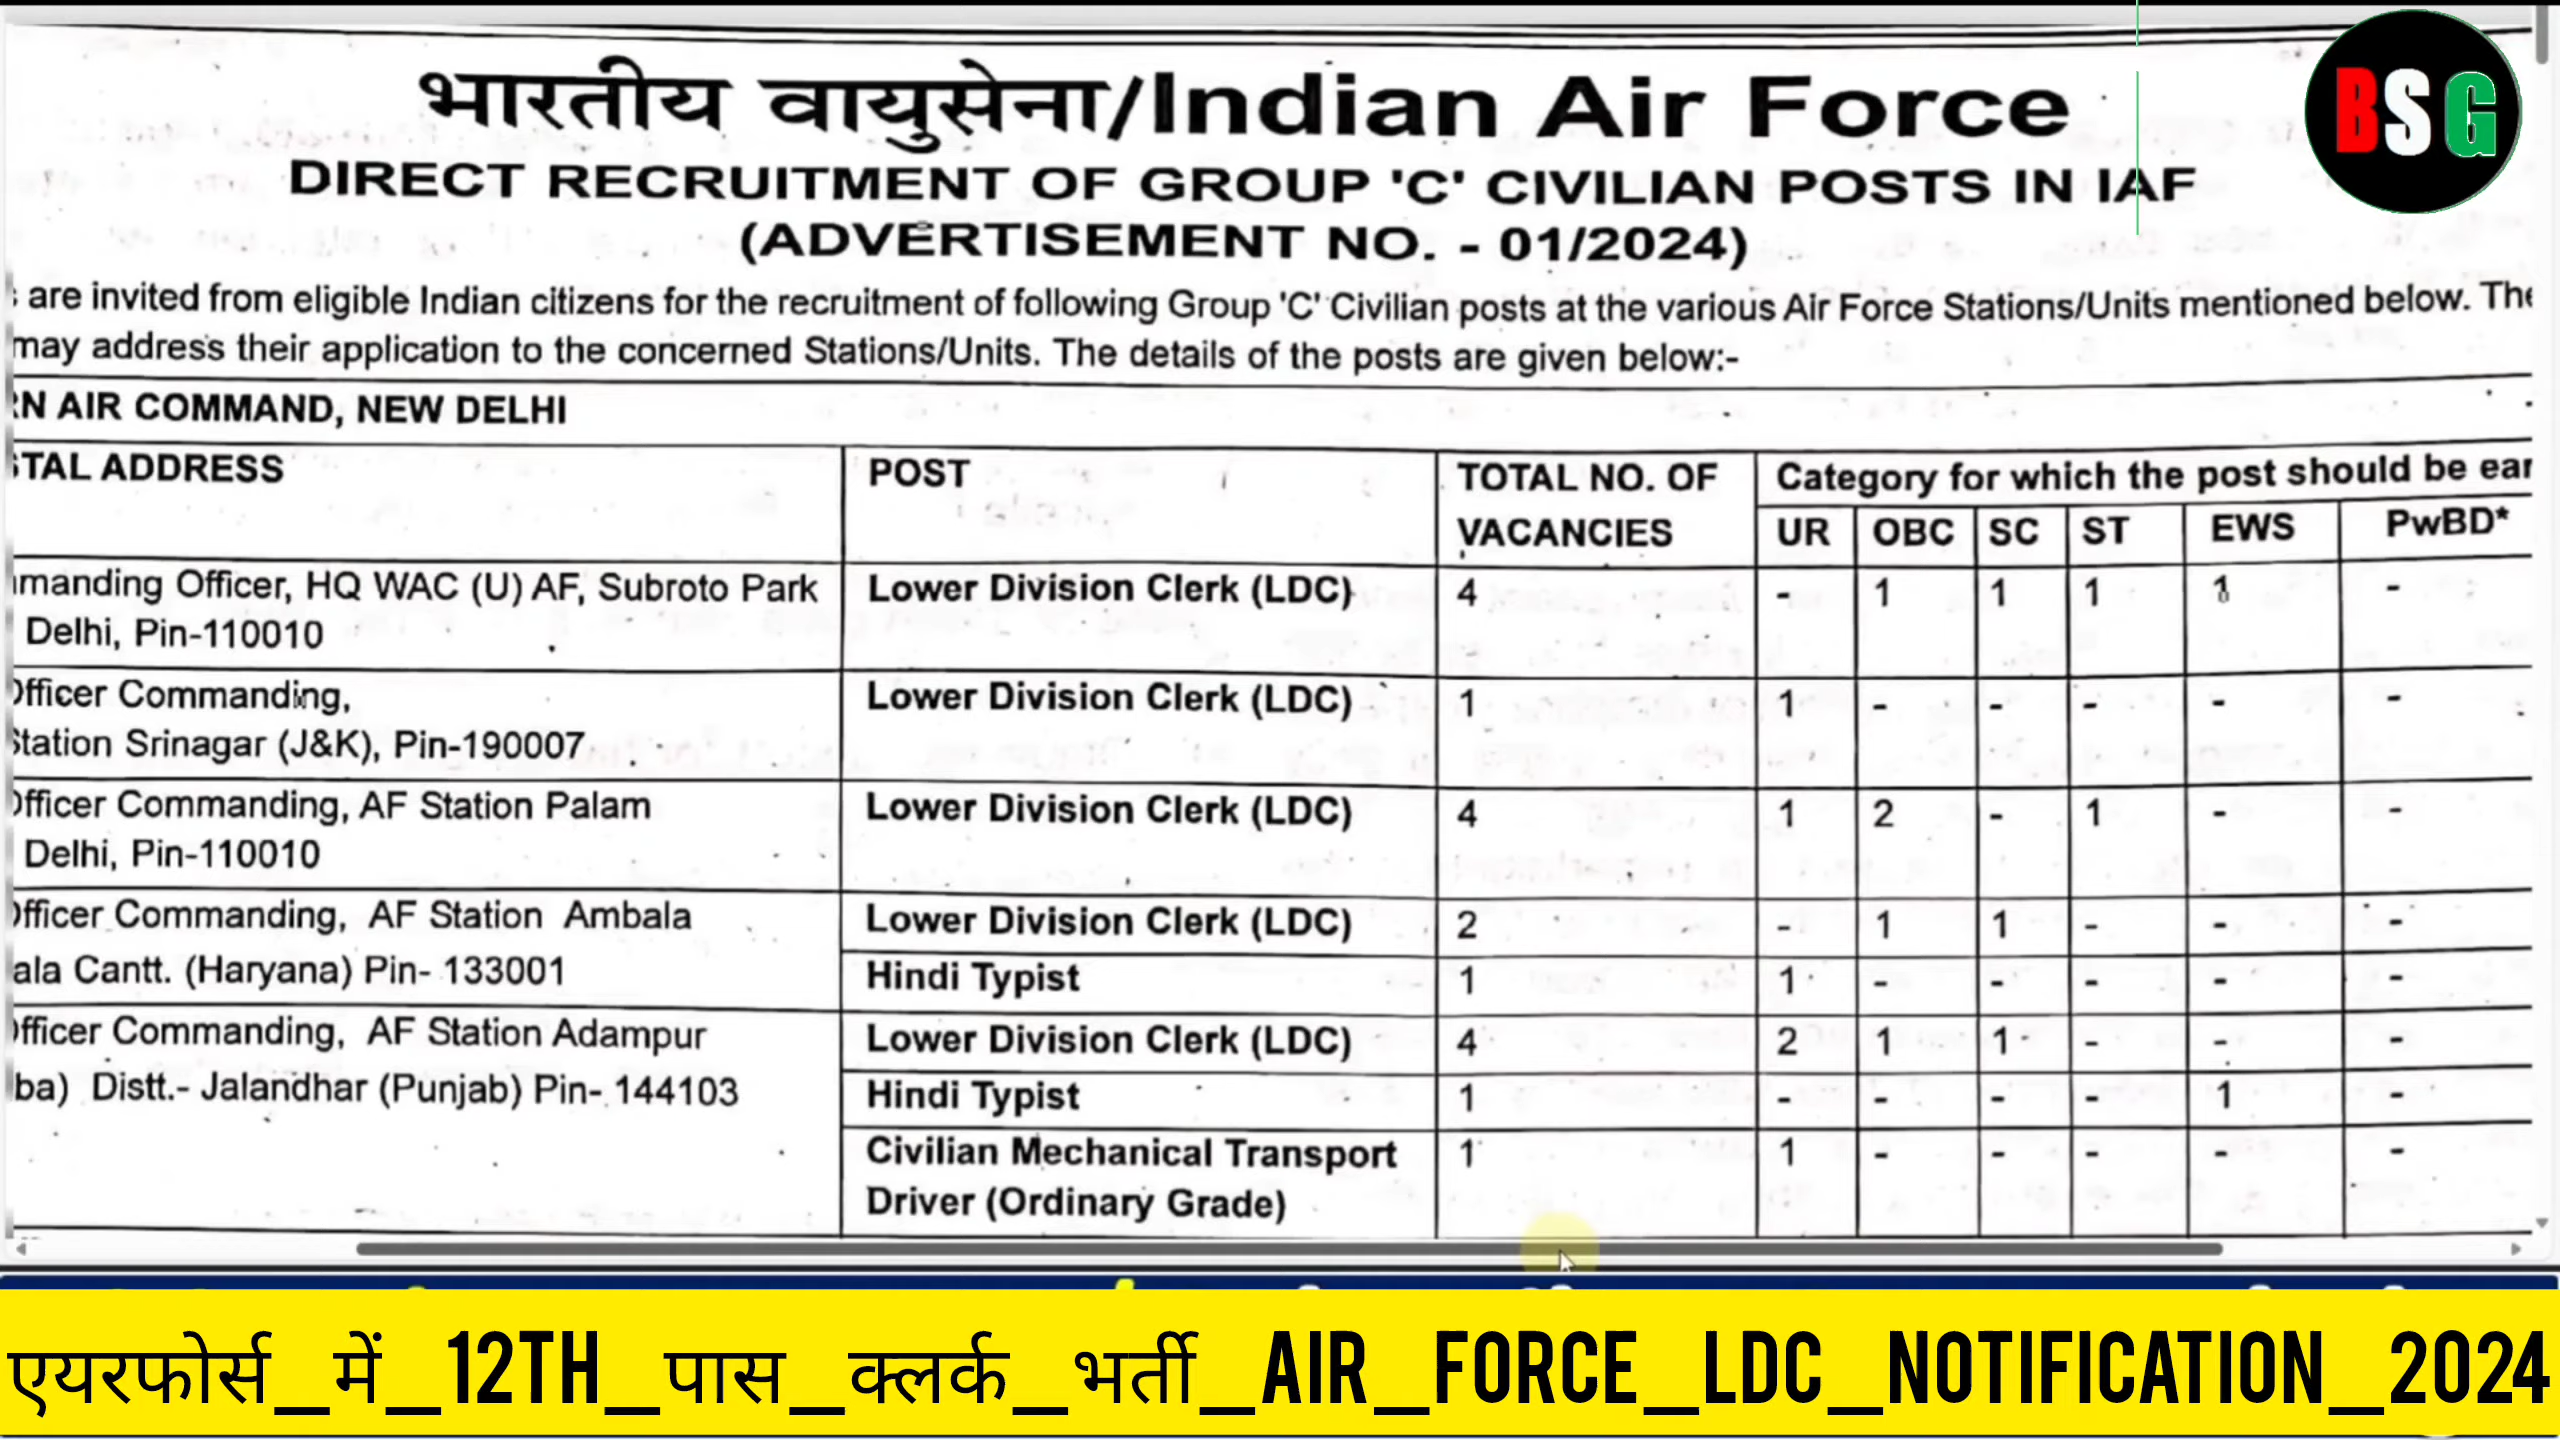 भारतीय वायुसेना/Indian Air Force
BSG
DIRECT RECRUITMENT OF GROUP 'C' CIVILIAN POSTS IN IAF
(ADVERTISEMENT NO. - 01/2024)
are invited from eligible Indian citizens for the recruitment of following Group 'C' Civilian posts at the various Air Force Stations/Units mentioned below. The
may address their application to the concerned Stations/Units. The details of the posts are given below:-
RN AIR COMMAND, NEW DELHI
STAL ADDRESS POST TOTAL NO. OF VACANCIES Category for which the post should be ear
UR OBC SC ST EWS PwBD*
mmanding Officer, HQ WAC (U) AF, Subroto Park Lower Division Clerk (LDC) 4 - 1 1 1 1 -
Delhi, Pin-110010
Officer Commanding, Lower Division Clerk (LDC) 1 1 - - - - -
Station Srinagar (J&K), Pin-190007
Officer Commanding, AF Station Palam Lower Division Clerk (LDC) 4 1 2 - 1 - -
Delhi, Pin-110010
Officer Commanding, AF Station Ambala Lower Division Clerk (LDC) 2 - 1 1 - - -
ala Cantt. (Haryana) Pin- 133001 Hindi Typist 1 1 - - - - -
Officer Commanding, AF Station Adampur Lower Division Clerk (LDC) 4 2 1 1 - - -
ba) Distt.- Jalandhar (Punjab) Pin- 144103 Hindi Typist 1 - - - - 1 -
Civilian Mechanical Transport 1 1 - - - - -
Driver (Ordinary Grade)
एयरफोर्स_में_12TH_पास_क्लर्क_भर्ती_AIR_FORCE_LDC_NOTIFICATION_2024